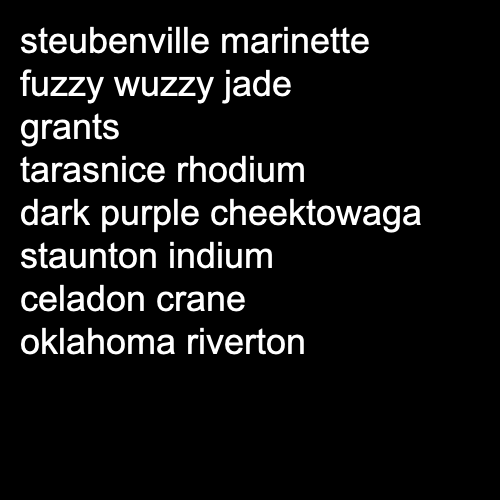 steubenville marinette
fuzzy wuzzy jade
grants
tarasnice rhodium
dark purple cheektowaga
staunton indium
celadon crane
oklahoma riverton